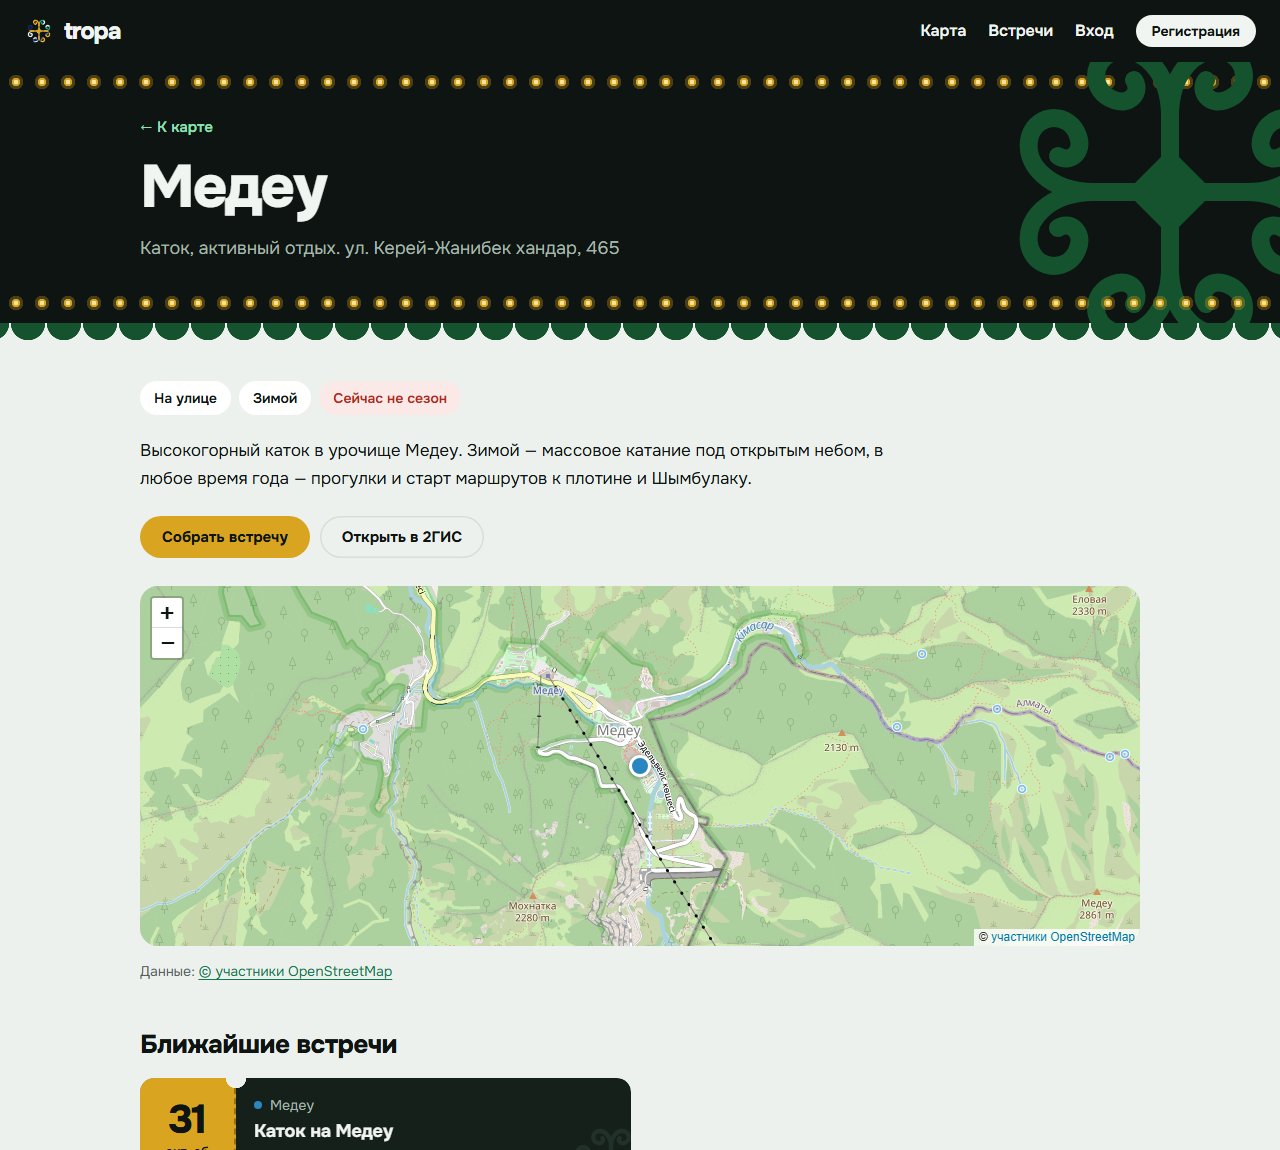 tropa
Карта
Встречи
Вход
Регистрация
← К карте
Медеу
Каток, активный отдых. ул. Керей-Жанибек хандар, 465
На улице
Зимой
Сейчас не сезон
Высокогорный каток в урочище Медеу. Зимой — массовое катание под открытым небом, в
любое время года — прогулки и старт маршрутов к плотине и Шымбулаку.
Собрать встречу
Открыть в 2ГИС
+
−
Еловая
2330 m
Кімасар
Медеу
Алматы
Медеу
2130 m
Эдельвейс көшесі
Мохнатка
2280 m
Медеу
2861 m
© участники OpenStreetMap
Данные: © участники OpenStreetMap
Ближайшие встречи
31
Медеу
Каток на Медеу